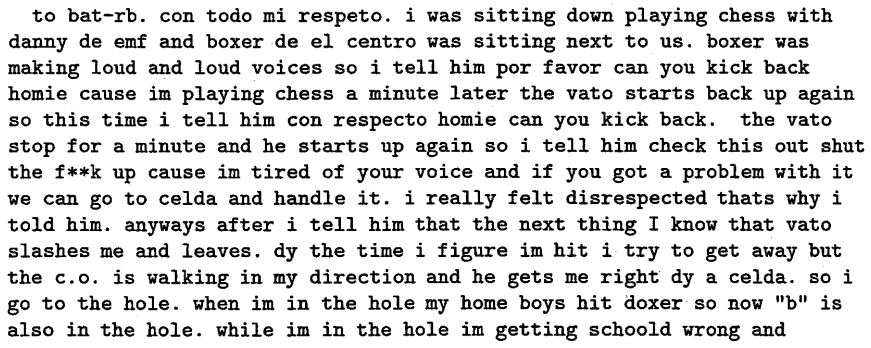 to bat-rb. con todo mi respeto. i was sitting down playing chess with
danny de emf and boxer de el centro was sitting next to us. boxer was
making loud and loud voices so i tell him por favor can you kick back
homie cause im playing chess a minute later the vato starts back up again
so this time i tell him con respecto homie can you kick back. the vato
stop for a minute and he starts up again so i tell him check this out shut
the f**k up cause im tired of your voice and if you got a problem with it
we can go to celda and handle it. i really felt disrespected thats why i
told him. anyways after i tell him that the next thing I know that vato
slashes me and leaves. dy the time i figure im hit i try to get away but
the c.o. is walking in my direction and he gets me right dy a celda. so i
go to the hole. when im in the hole my home boys hit doxer so now "b" is
also in the hole. while im in the hole im getting schoold wrong and